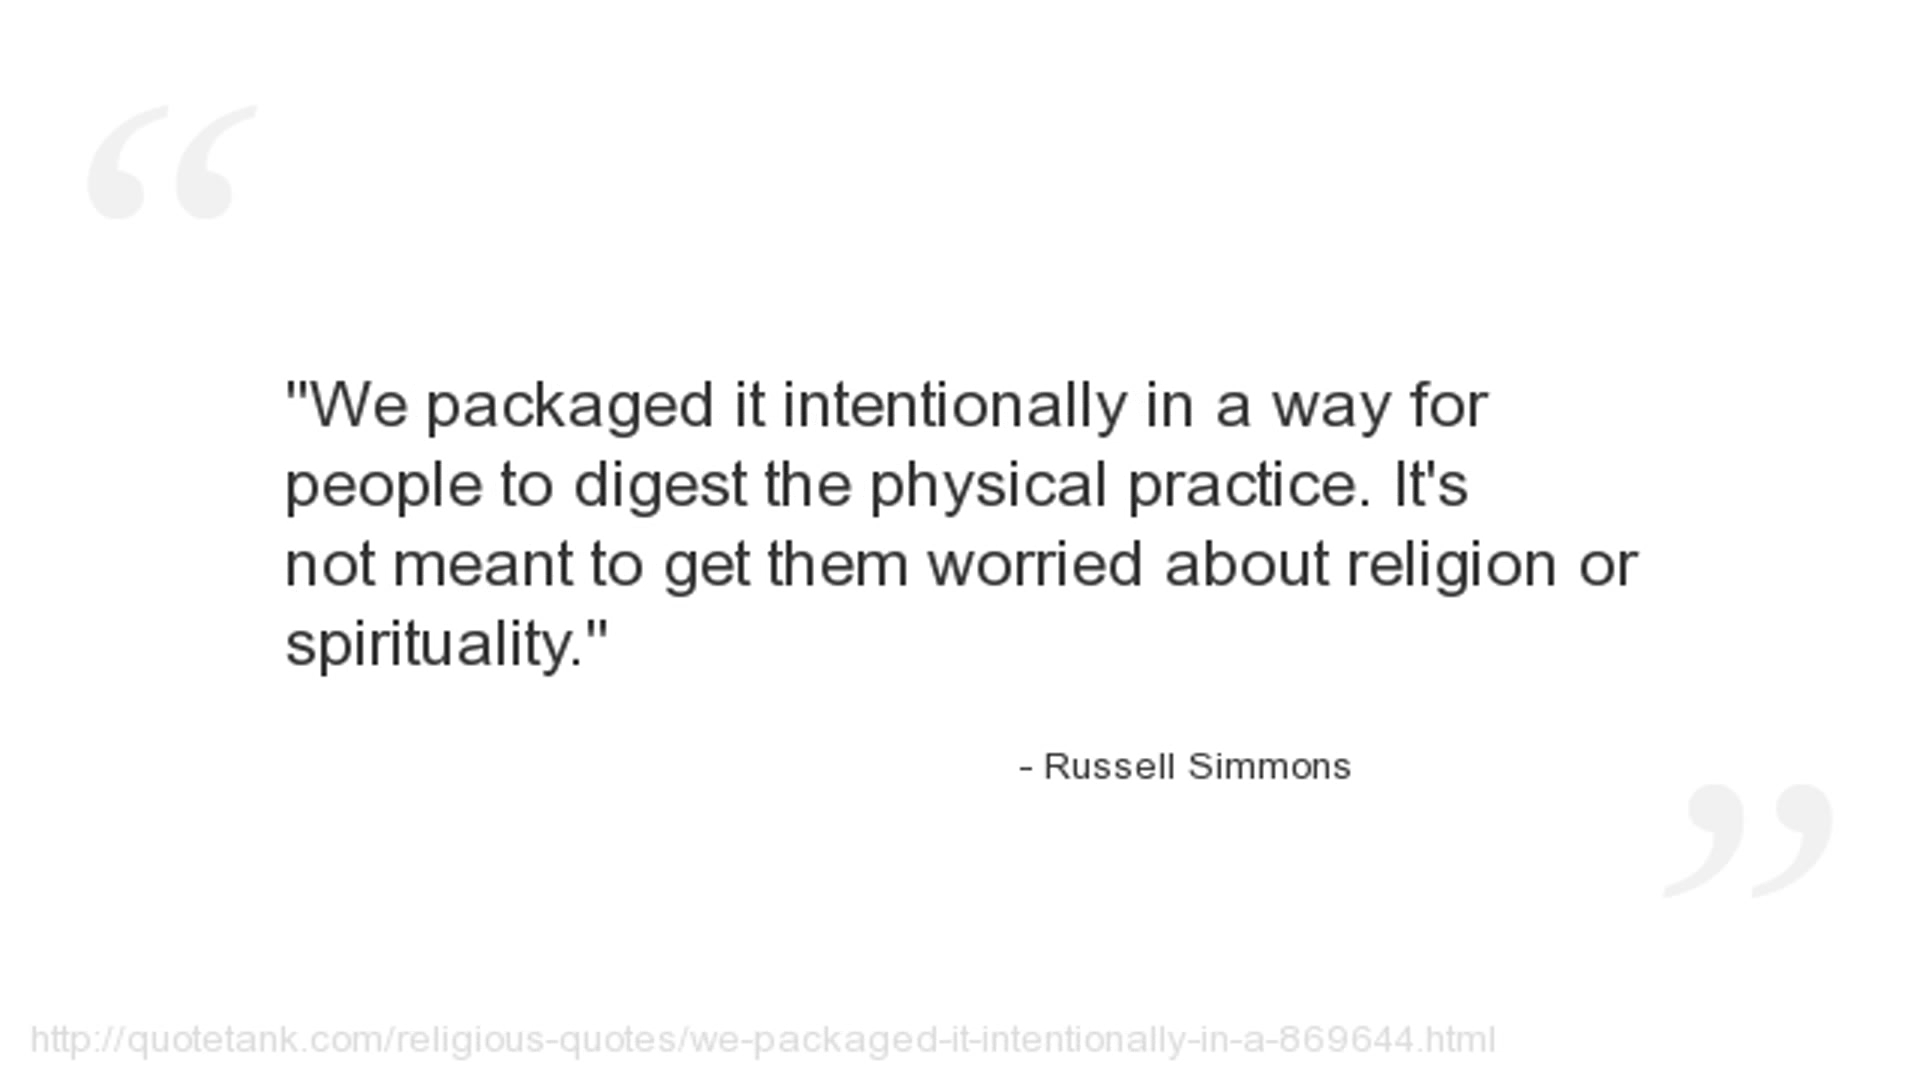 "We packaged it intentionally in a way for
people to digest the physical practice. It's
not meant to get them worried about religion or
spirituality."
- Russell Simmons
http://quotetank.com/religious-quotes/we-packaged-it-intentionally-in-a-869644.html